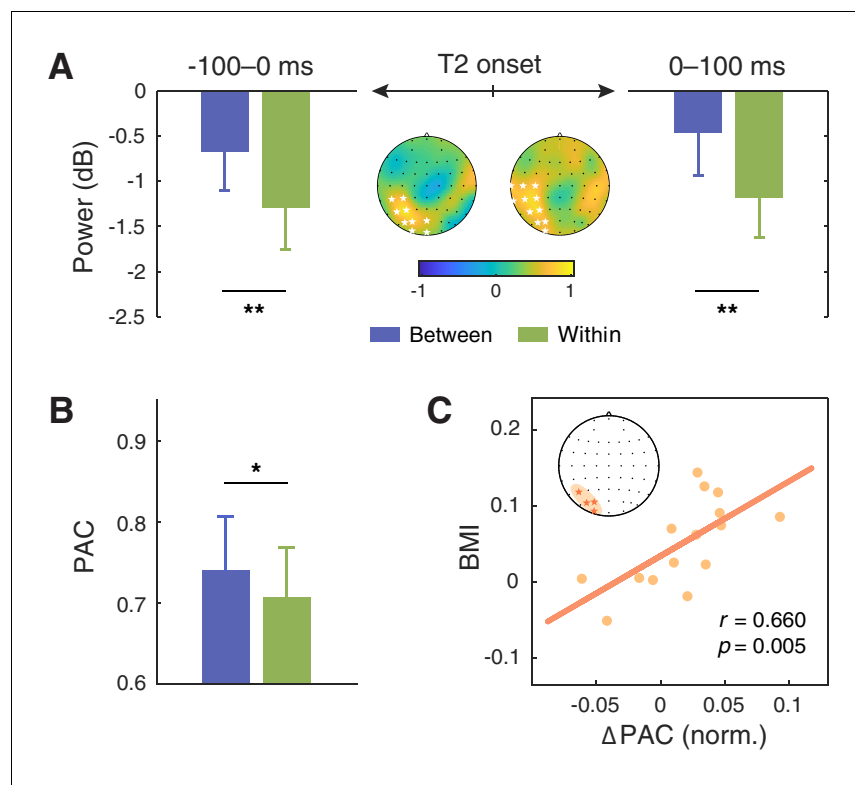 A
-100–0 ms
T2 onset
0–100 ms
Power (dB)
0
-0.5
-1
-1.5
-2
-2.5
**
**
-1
0
1
Between
Within
B
PAC
0.9
0.8
0.7
0.6
*
C
BMI
0.2
0.1
0
-0.1
r = 0.660
p = 0.005
-0.05
0
0.05
0.1
Δ PAC (norm.)